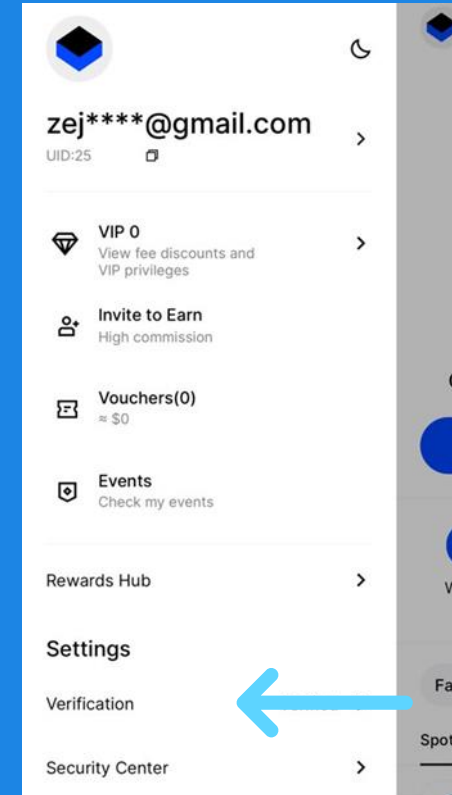 zej****@gmail.com
UID:25
VIP 0
View fee discounts and
VIP privileges
Invite to Earn
High commission
Vouchers(0)
≈ $0
Events
Check my events
Rewards Hub
Settings
Verification
Security Center
Fa
Spot